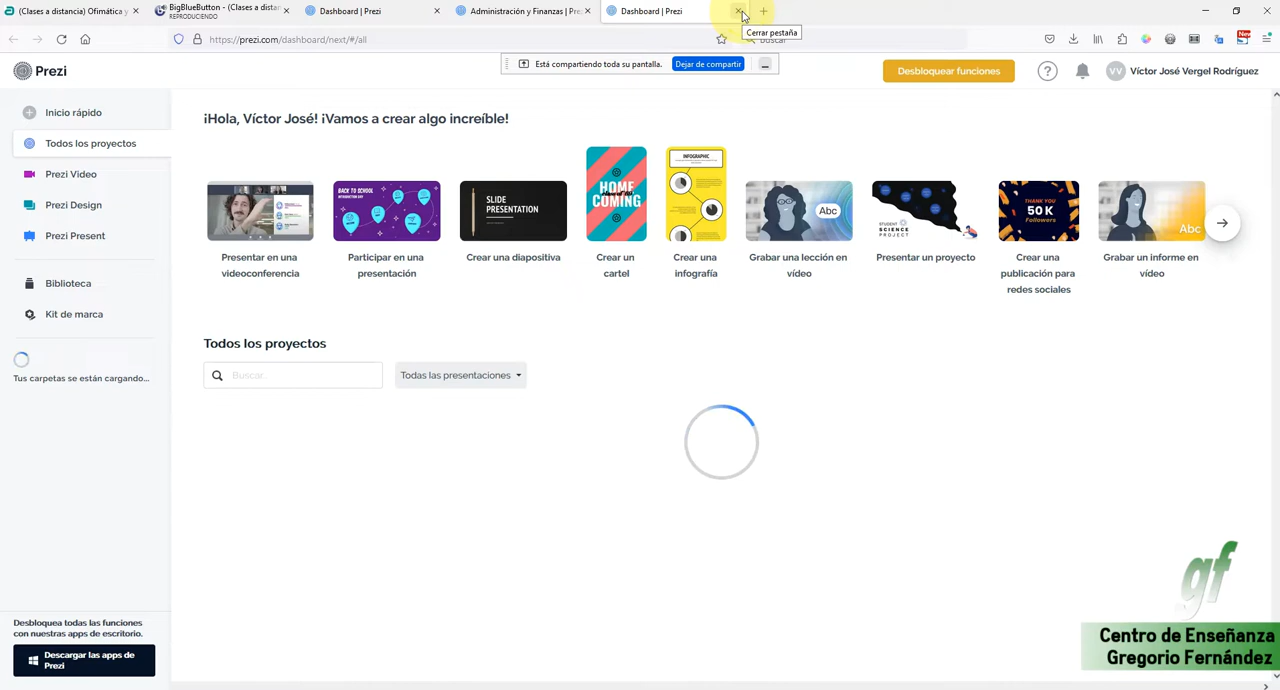 (Clases a distancia) Ofimática y
BigBlueButton - (Clases a distan
REPRODUCIENDO
Dashboard | Prezi
Administración y Finanzas | Pre
Dashboard | Prezi
Cerrar pestaña
https://prezi.com/dashboard/next/#/all
Buscar
New
Prezi
Está compartiendo toda su pantalla.
Dejar de compartir
Desbloquear funciones
?
VV
Víctor José Vergel Rodríguez
Inicio rápido
Todos los proyectos
Prezi Video
Prezi Design
Prezi Present
Biblioteca
Kit de marca
Tus carpetas se están cargando...
Desbloquea todas las funciones
con nuestras apps de escritorio.
Descargar las apps de
Prezi
¡Hola, Víctor José! ¡Vamos a crear algo increíble!
BACK TO SCHOOL
SLIDE
PRESENTATION
HOME
COMING
INFOGRAPHIC
Abc
STUDENT
SCIENCE
PROJECT
THANK YOU
50 K
Followers
Abc
Presentar en una
videoconferencia
Participar en una
presentación
Crear una diapositiva
Crear un
cartel
Crear una
infografía
Grabar una lección en
vídeo
Presentar un proyecto
Crear una
publicación para
redes sociales
Grabar un informe en
vídeo
Todos los proyectos
Buscar...
Todas las presentaciones
gf
Centro de Enseñanza
Gregorio Fernández